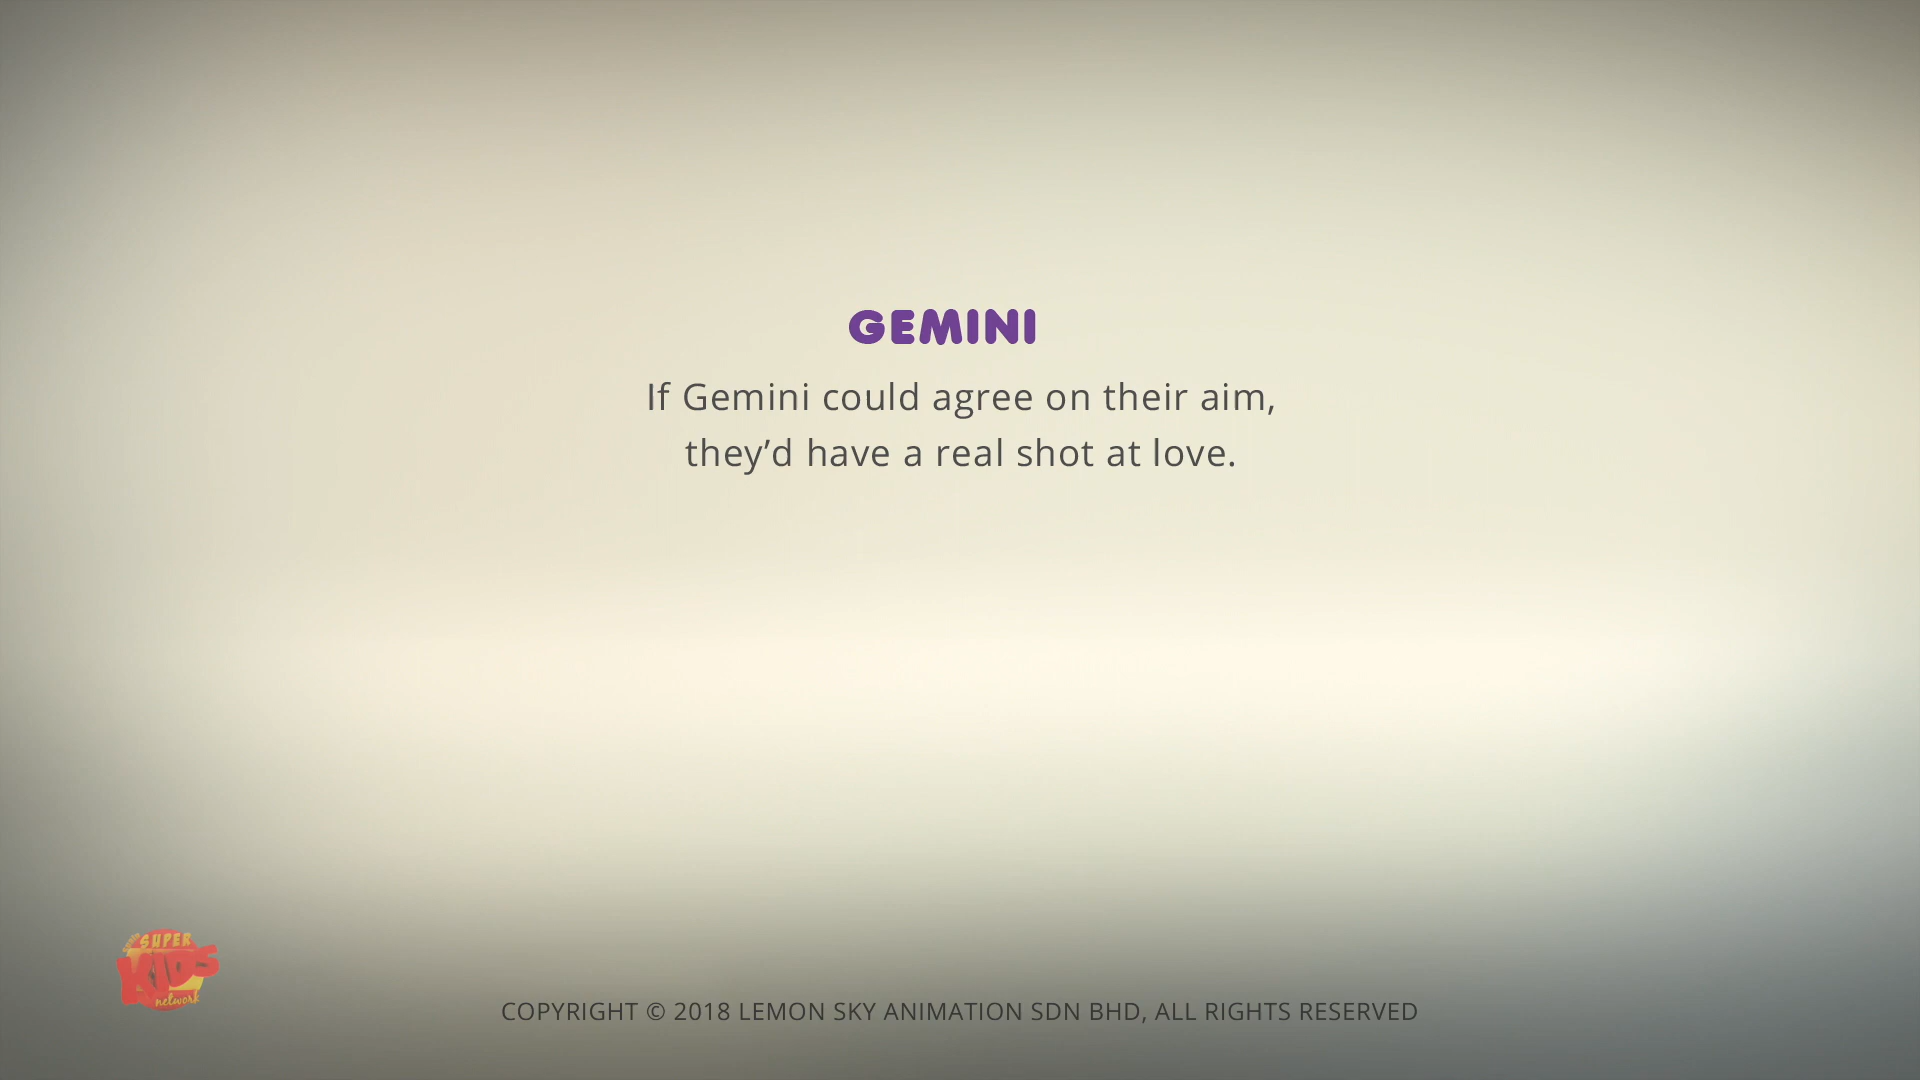 GEMINI
If Gemini could agree on their aim,
they’d have a real shot at love.
SUPER
KIDS
network
COPYRIGHT © 2018 LEMON SKY ANIMATION SDN BHD, ALL RIGHTS RESERVED